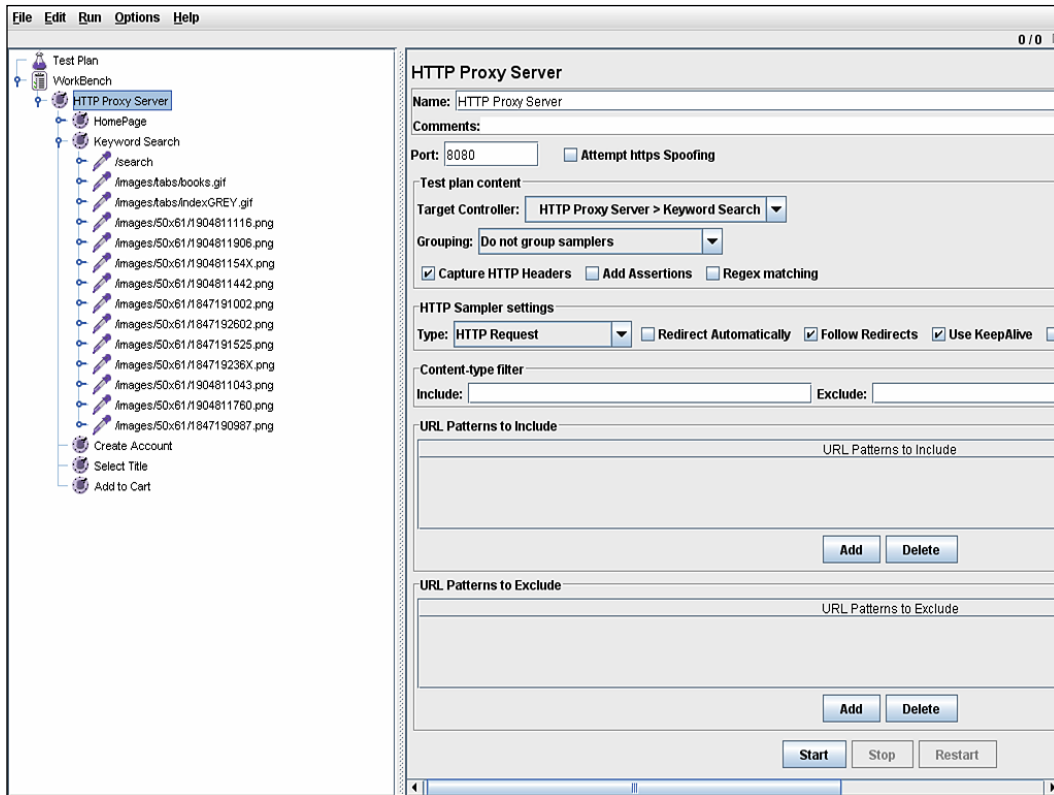 File Edit Run Options Help
0 / 0
Test Plan
WorkBench
HTTP Proxy Server
HomePage
Keyword Search
/search
/images/tabs/books.gif
/images/tabs/indexGREY.gif
/images/50x61/1904811116.png
/images/50x61/1904811906.png
/images/50x61/190481154X.png
/images/50x61/1904811442.png
/images/50x61/1847191002.png
/images/50x61/1847192602.png
/images/50x61/1847191525.png
/images/50x61/184719236X.png
/images/50x61/1904811043.png
/images/50x61/1904811760.png
/images/50x61/1847190987.png
Create Account
Select Title
Add to Cart
HTTP Proxy Server
Name: HTTP Proxy Server
Comments:
Port: 8080 Attempt https Spoofing
Test plan content
Target Controller: HTTP Proxy Server > Keyword Search
Grouping: Do not group samplers
Capture HTTP Headers Add Assertions Regex matching
HTTP Sampler settings
Type: HTTP Request Redirect Automatically Follow Redirects Use KeepAlive
Content-type filter
Include: Exclude:
URL Patterns to Include
URL Patterns to Include
Add Delete
URL Patterns to Exclude
URL Patterns to Exclude
Add Delete
Start Stop Restart